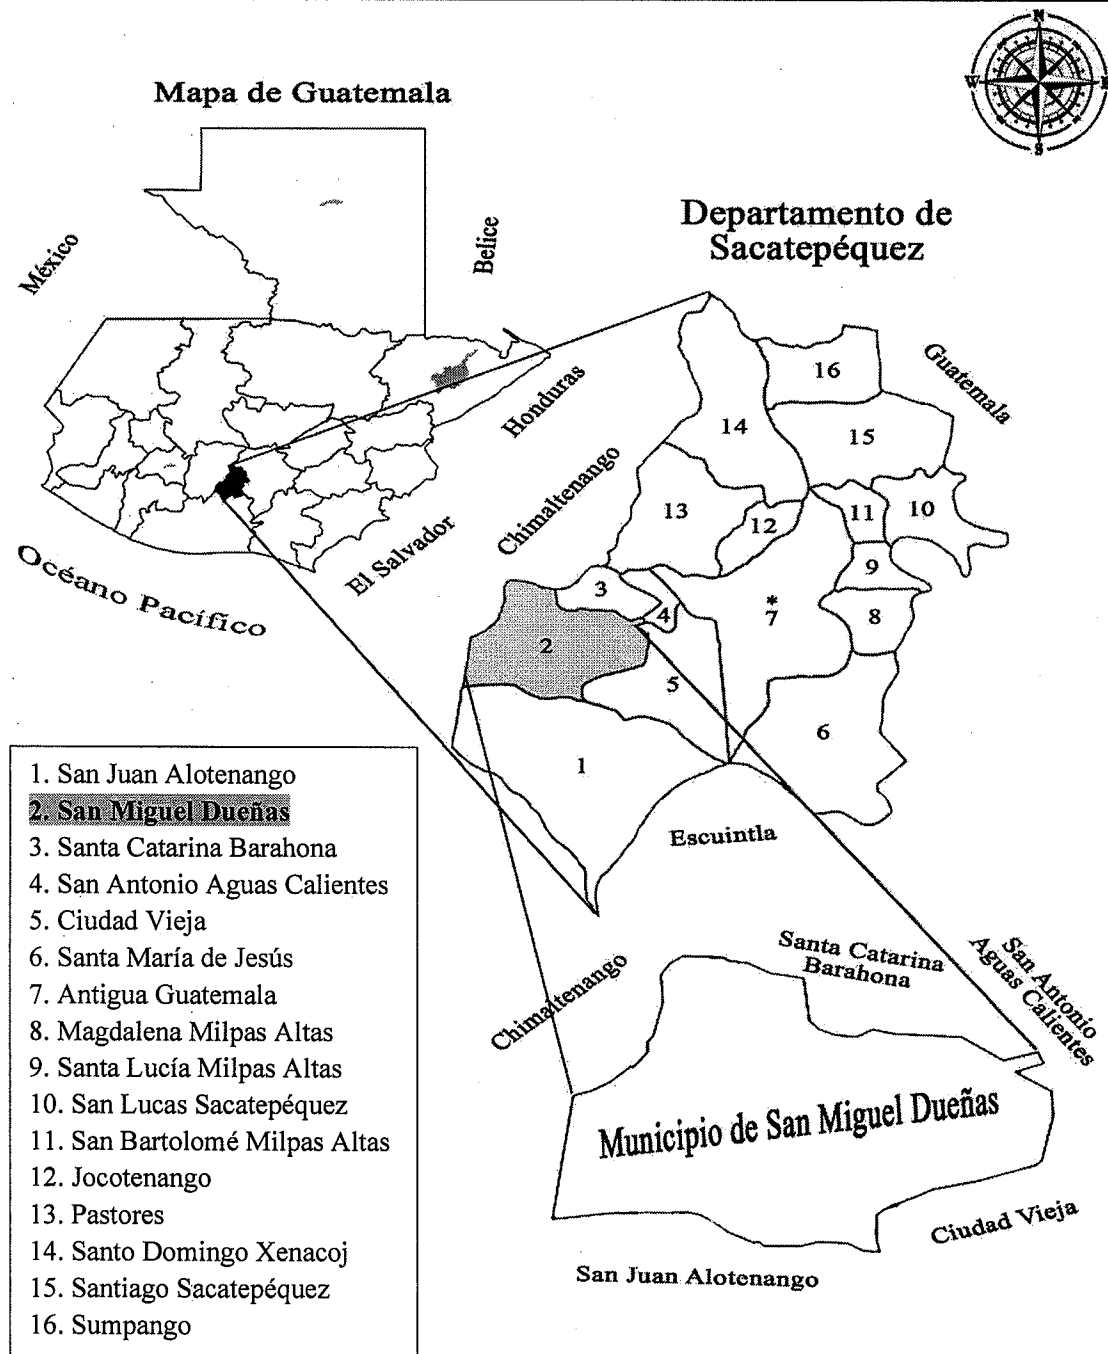 N
W
E
S
Mapa de Guatemala
México
Belice
Honduras
El Salvador
Océano Pacífico
Departamento de
Sacatepéquez
Guatemala
Chimaltenango
16
14
15
13
12
11
10
9
3
4
*
7
8
2
5
6
1
Escuintla
1. San Juan Alotenango
2. San Miguel Dueñas
3. Santa Catarina Barahona
4. San Antonio Aguas Calientes
5. Ciudad Vieja
6. Santa María de Jesús
7. Antigua Guatemala
8. Magdalena Milpas Altas
9. Santa Lucía Milpas Altas
10. San Lucas Sacatepéquez
11. San Bartolomé Milpas Altas
12. Jocotenango
13. Pastores
14. Santo Domingo Xenacoj
15. Santiago Sacatepéquez
16. Sumpango
Chimaltenango
Santa Catarina
Barahona
San Antonio
Aguas Calientes
Municipio de San Miguel Dueñas
Ciudad Vieja
San Juan Alotenango